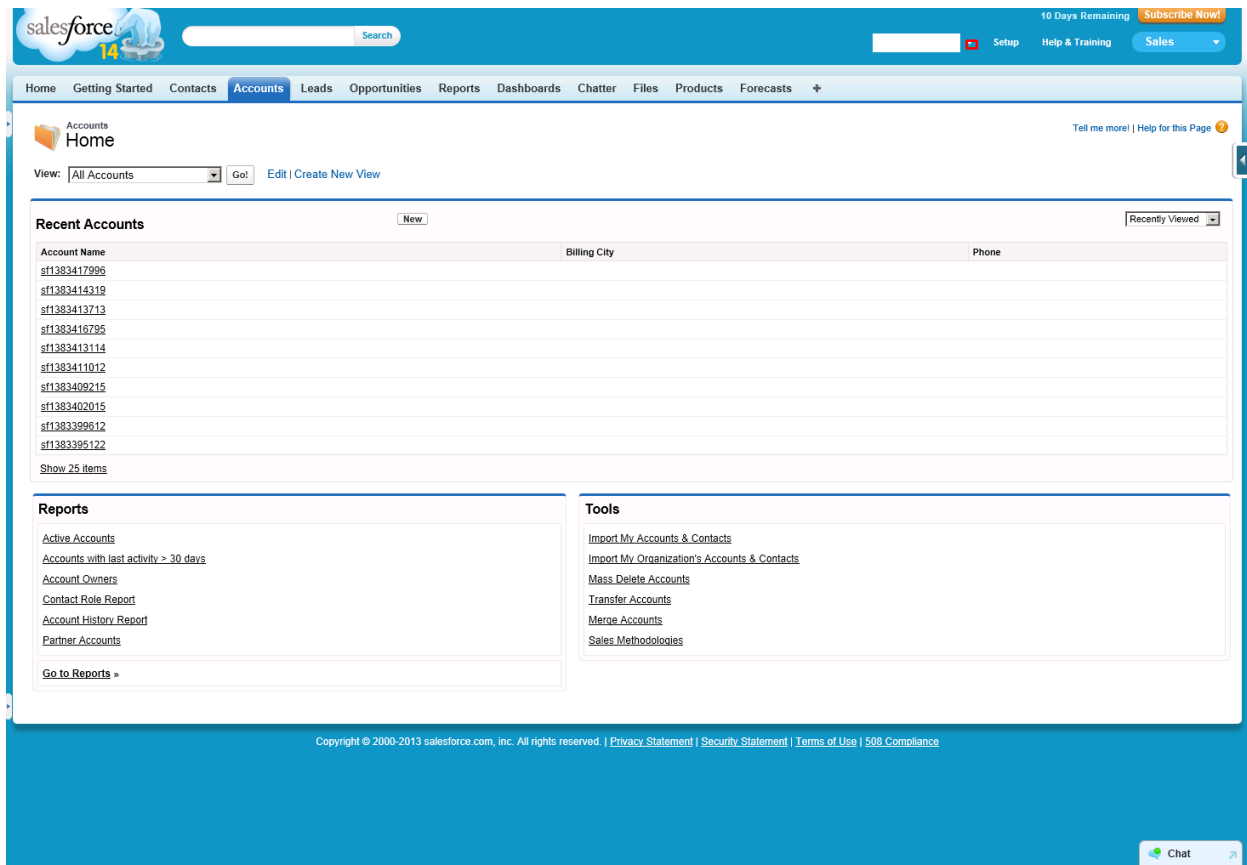 10 Days Remaining Subscribe Now!
salesforce
14
Search
Setup Help & Training Sales
Home Getting Started Contacts Accounts Leads Opportunities Reports Dashboards Chatter Files Products Forecasts +
Accounts
Home
Tell me more! | Help for this Page ?
View: All Accounts Go! Edit | Create New View
Recent Accounts New Recently Viewed
Account Name Billing City Phone
sf1383417996
sf1383414319
sf1383413713
sf1383416795
sf1383413114
sf1383411012
sf1383409215
sf1383402015
sf1383399612
sf1383395122
Show 25 items
Reports
Active Accounts
Accounts with last activity > 30 days
Account Owners
Contact Role Report
Account History Report
Partner Accounts
Go to Reports »
Tools
Import My Accounts & Contacts
Import My Organization's Accounts & Contacts
Mass Delete Accounts
Transfer Accounts
Merge Accounts
Sales Methodologies
Copyright © 2000-2013 salesforce.com, inc. All rights reserved. | Privacy Statement | Security Statement | Terms of Use | 508 Compliance
Chat